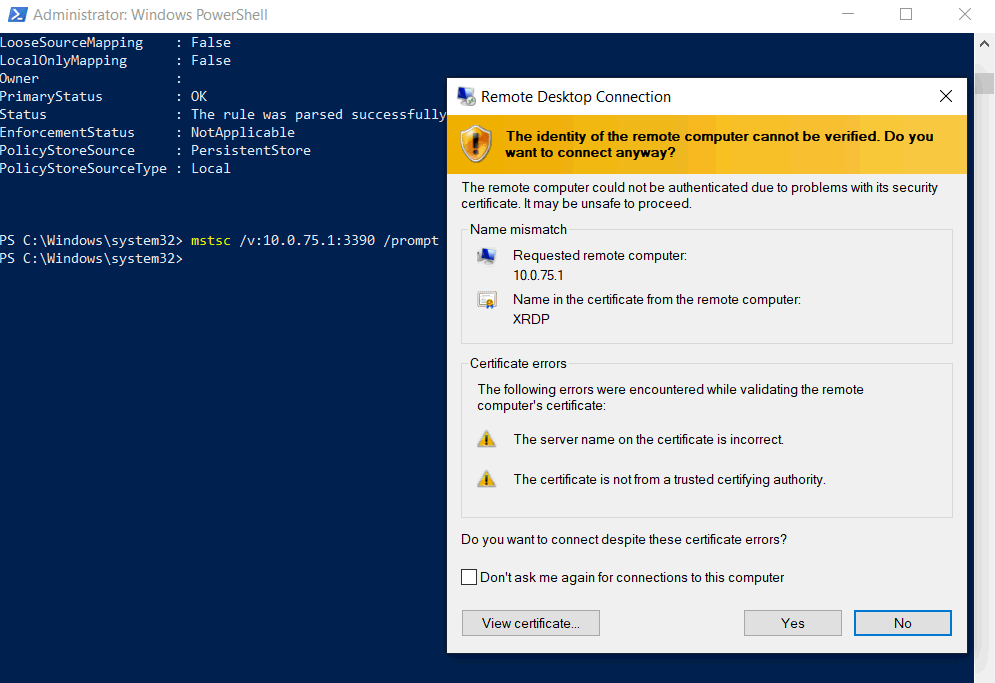 Administrator: Windows PowerShell
LooseSourceMapping : False
LocalOnlyMapping : False
Owner :
PrimaryStatus : OK
Status : The rule was parsed successfully
EnforcementStatus : NotApplicable
PolicyStoreSource : PersistentStore
PolicyStoreSourceType : Local
PS C:\Windows\system32> mstsc /v:10.0.75.1:3390 /prompt
PS C:\Windows\system32>
Remote Desktop Connection
The identity of the remote computer cannot be verified. Do you
want to connect anyway?
The remote computer could not be authenticated due to problems with its security
certificate. It may be unsafe to proceed.
Name mismatch
Requested remote computer:
10.0.75.1
Name in the certificate from the remote computer:
XRDP
Certificate errors
The following errors were encountered while validating the remote
computer's certificate:
The server name on the certificate is incorrect.
The certificate is not from a trusted certifying authority.
Do you want to connect despite these certificate errors?
Don't ask me again for connections to this computer
View certificate...
Yes
No